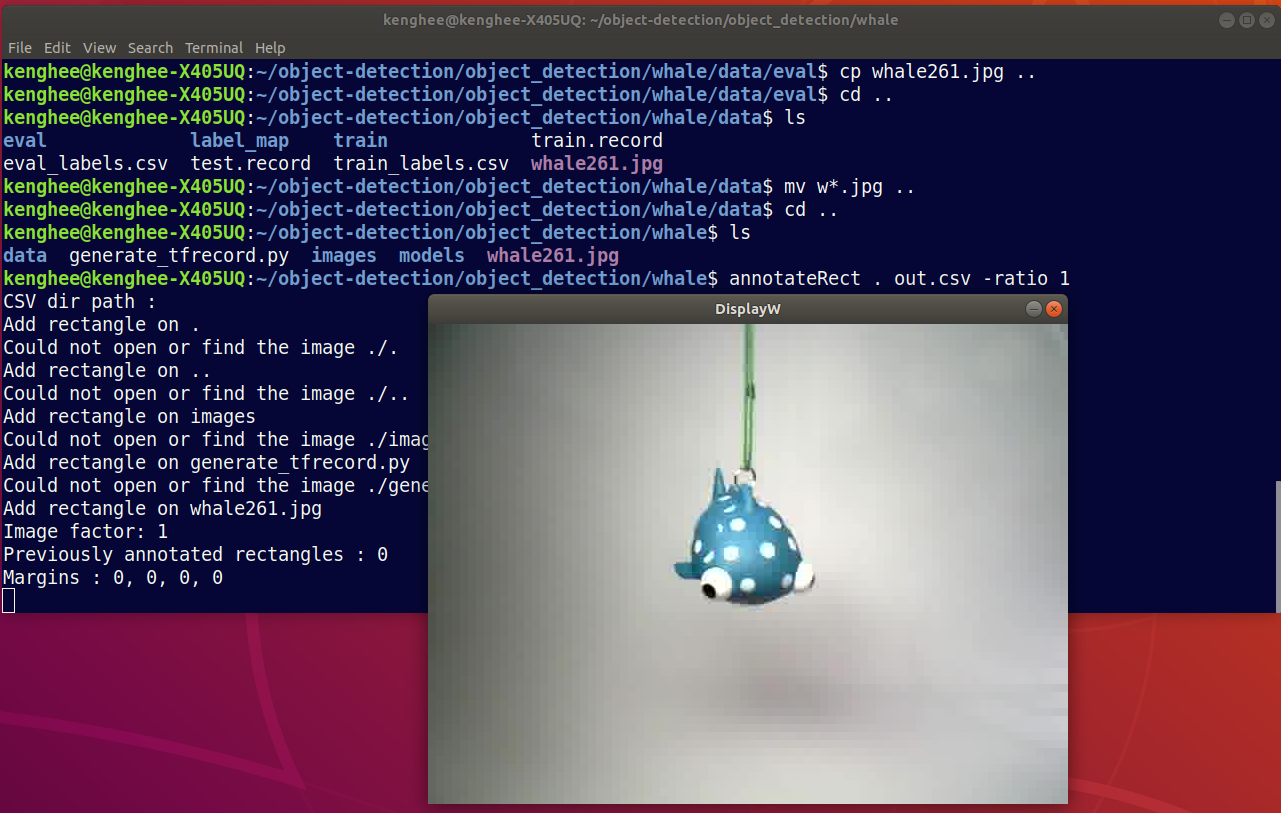 kenghee@kenghee-X405UQ: ~/object-detection/object_detection/whale
File Edit View Search Terminal Help
kenghee@kenghee-X405UQ:~/object-detection/object_detection/whale/data/eval$ cp whale261.jpg ..
kenghee@kenghee-X405UQ:~/object-detection/object_detection/whale/data/eval$ cd ..
kenghee@kenghee-X405UQ:~/object-detection/object_detection/whale/data$ ls
eval label_map train train.record
eval_labels.csv test.record train_labels.csv whale261.jpg
kenghee@kenghee-X405UQ:~/object-detection/object_detection/whale/data$ mv w*.jpg ..
kenghee@kenghee-X405UQ:~/object-detection/object_detection/whale/data$ cd ..
kenghee@kenghee-X405UQ:~/object-detection/object_detection/whale$ ls
data generate_tfrecord.py images models whale261.jpg
kenghee@kenghee-X405UQ:~/object-detection/object_detection/whale$ annotateRect . out.csv -ratio 1
CSV dir path :
DisplayW
Add rectangle on .
Could not open or find the image ./.
Add rectangle on ..
Could not open or find the image ./..
Add rectangle on images
Could not open or find the image ./imag
Add rectangle on generate_tfrecord.py
Could not open or find the image ./gene
Add rectangle on whale261.jpg
Image factor: 1
Previously annotated rectangles : 0
Margins : 0, 0, 0, 0